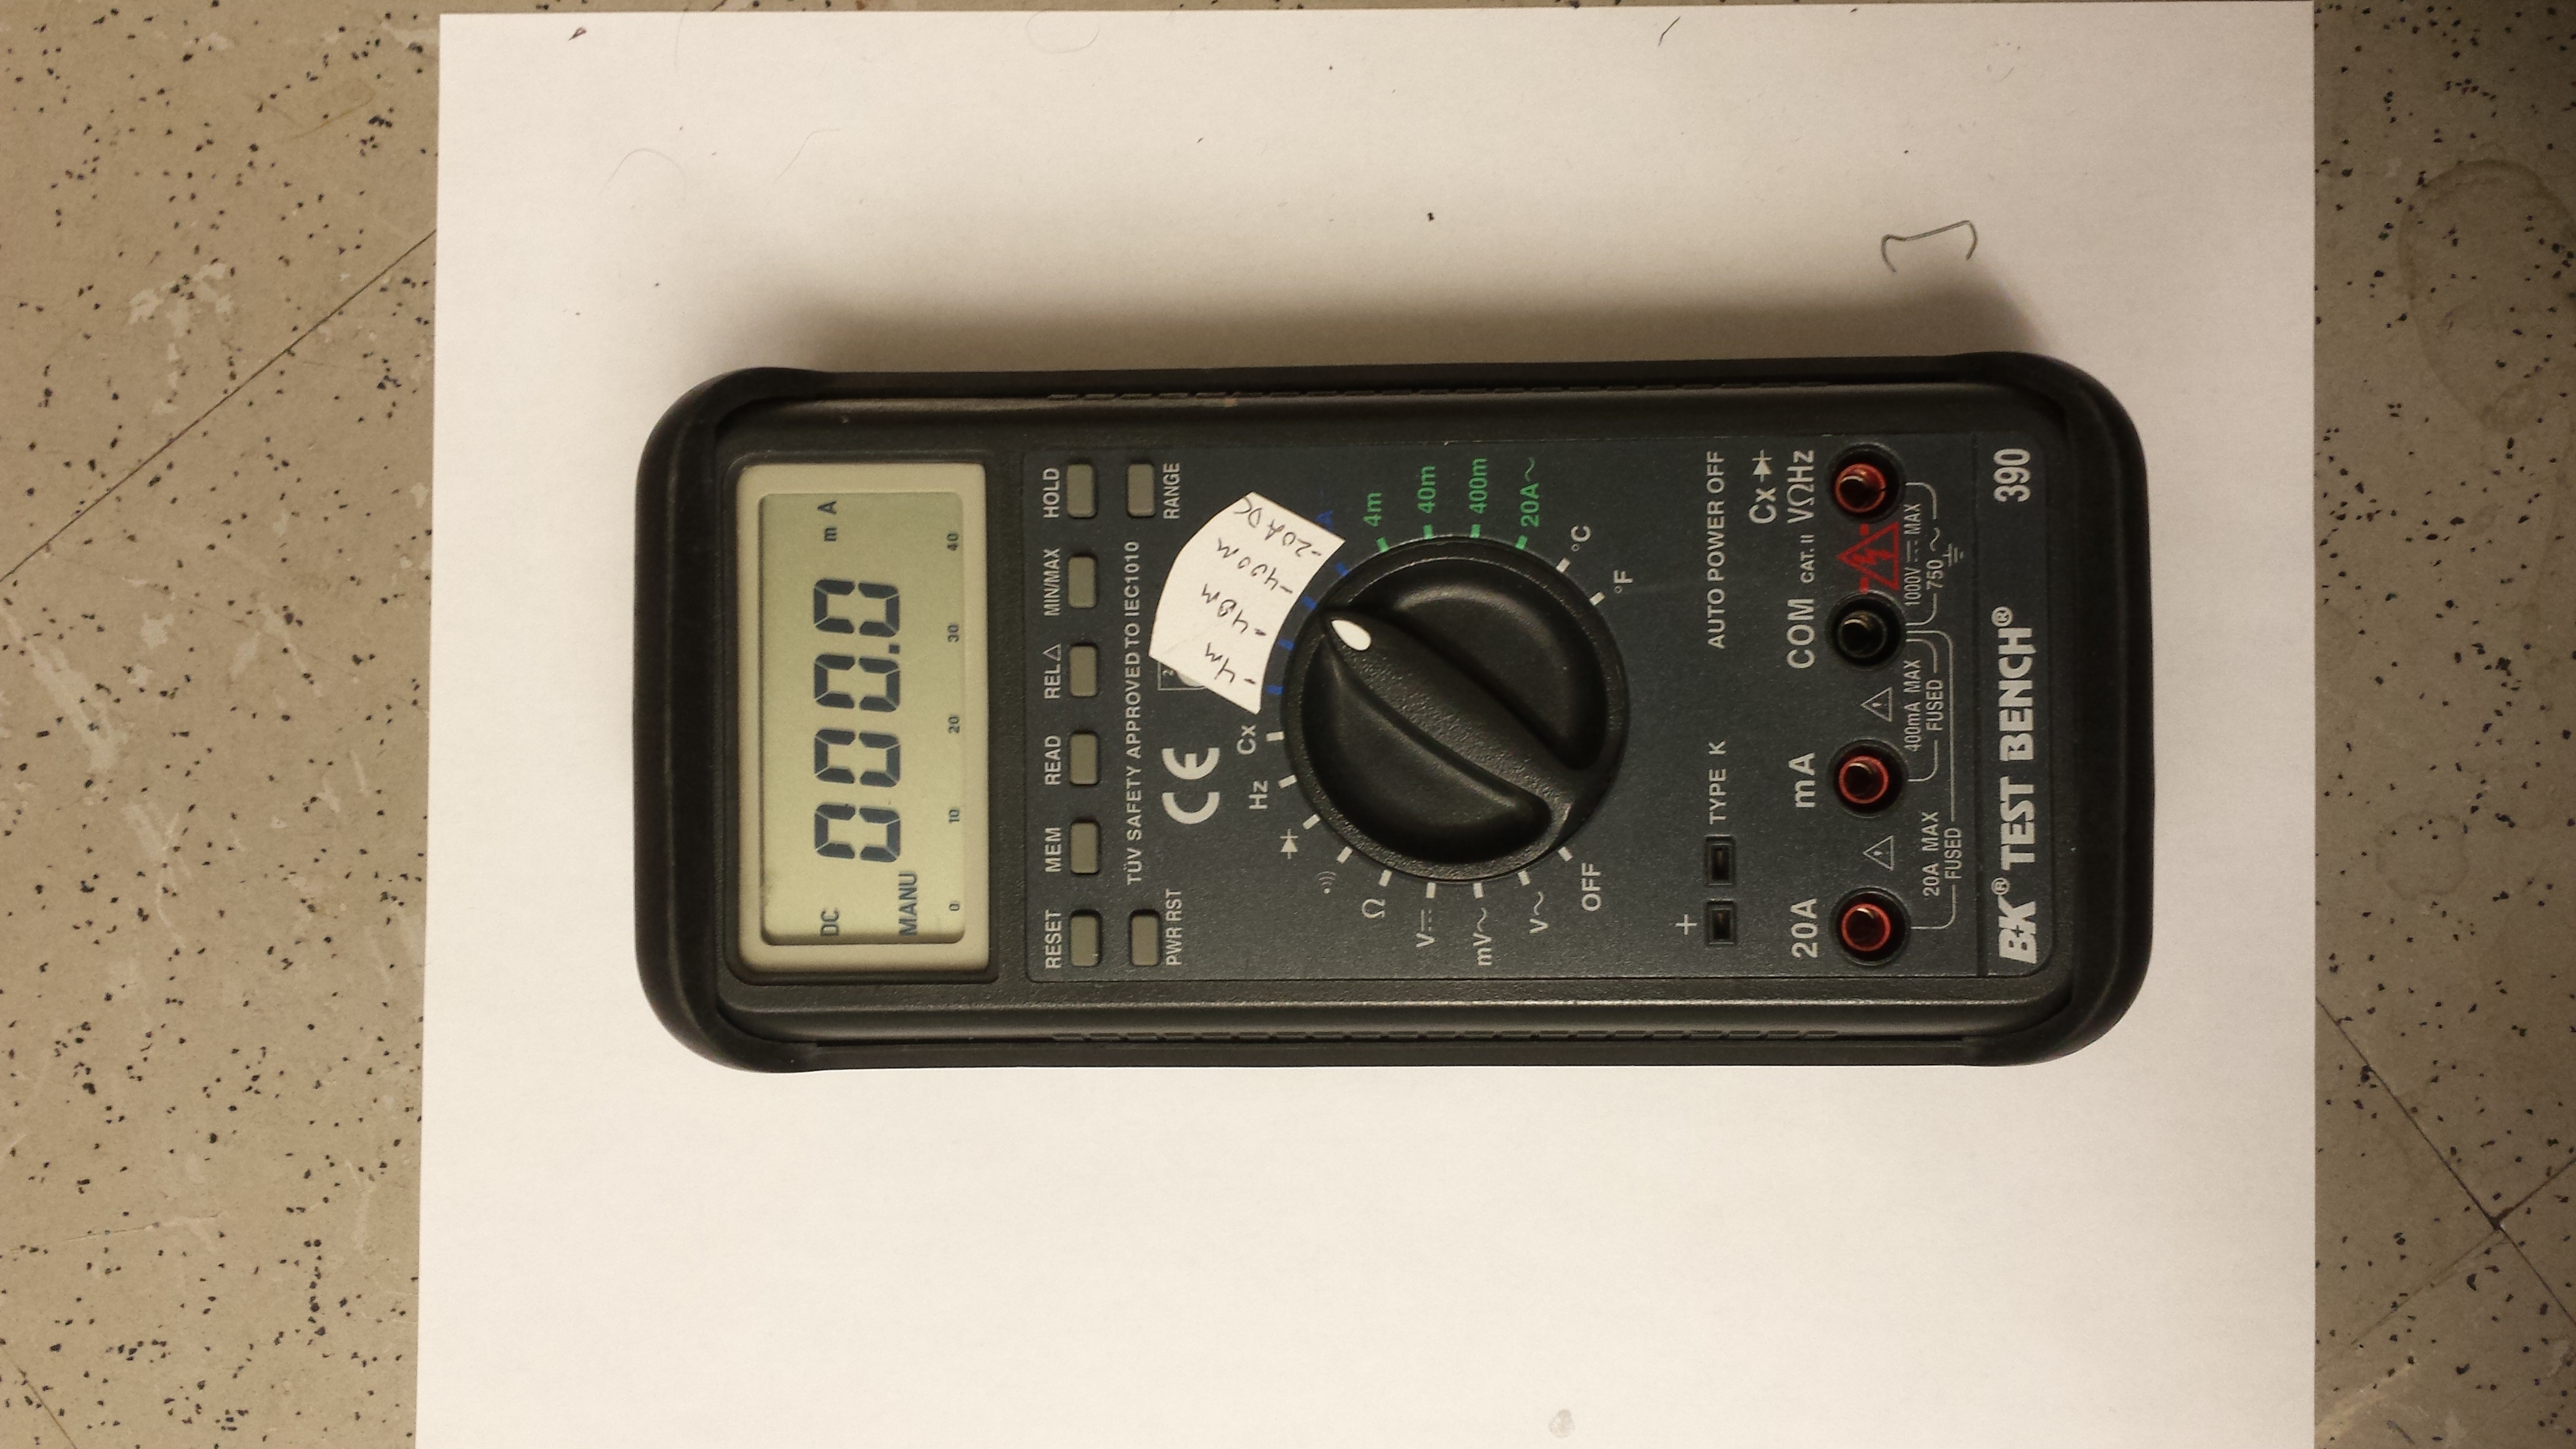 DC 000.0 m A
MANU
0 10 20 30 40
RESET MEM READ REL△ MIN/MAX HOLD
TÜV SAFETY APPROVED TO IEC1010
PWR RST RANGE
CE
-4m
-40m
-400m
-20A DC
Cx
Hz
Ω
V⎓
mV~
V~
OFF
A
4m
40m
400m
20A~
°C
°F
+
TYPE K AUTO POWER OFF
Cx
20A mA COM CAT. II VΩHz
400mA MAX 1000V ⎓ MAX
20A MAX FUSED 750 ~
FUSED
B+K® TEST BENCH® 390